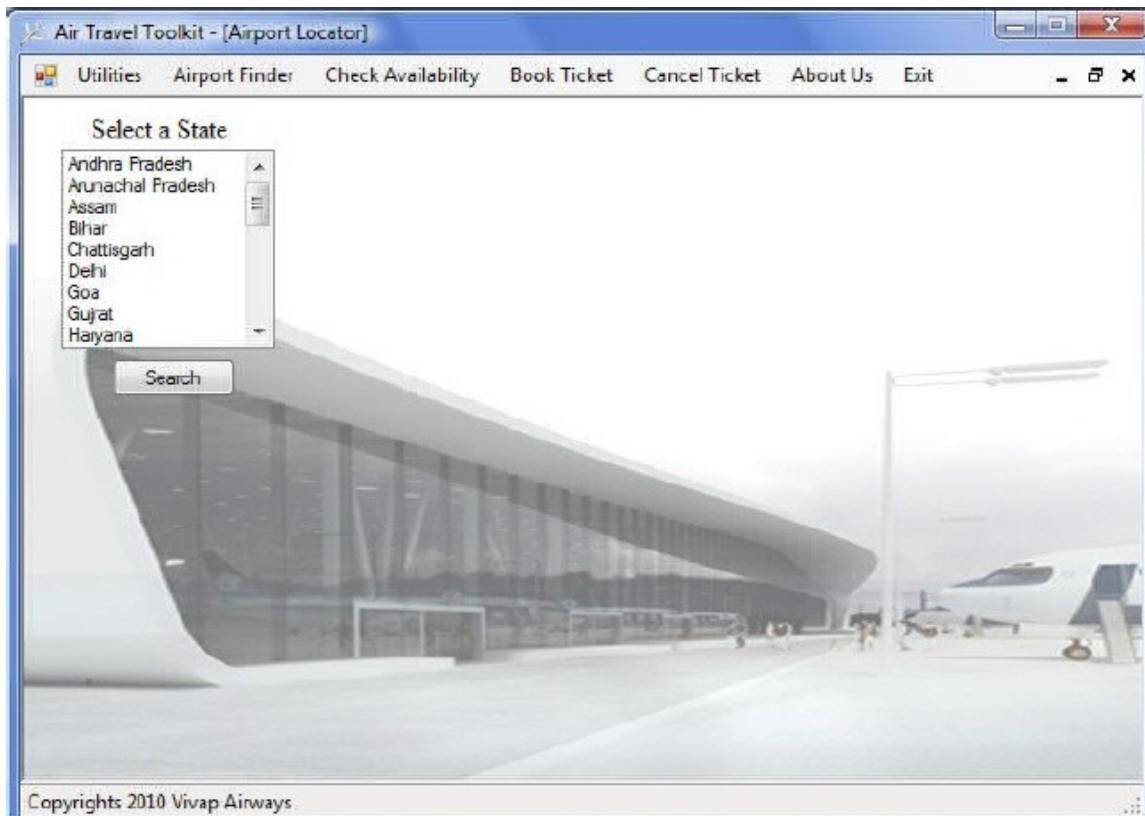 Air Travel Toolkit - [Airport Locator]
Utilities Airport Finder Check Availability Book Ticket Cancel Ticket About Us Exit
Select a State
Andhra Pradesh
Arunachal Pradesh
Assam
Bihar
Chattisgarh
Delhi
Goa
Gujrat
Haryana
Search
Copyrights 2010 Vivap Airways